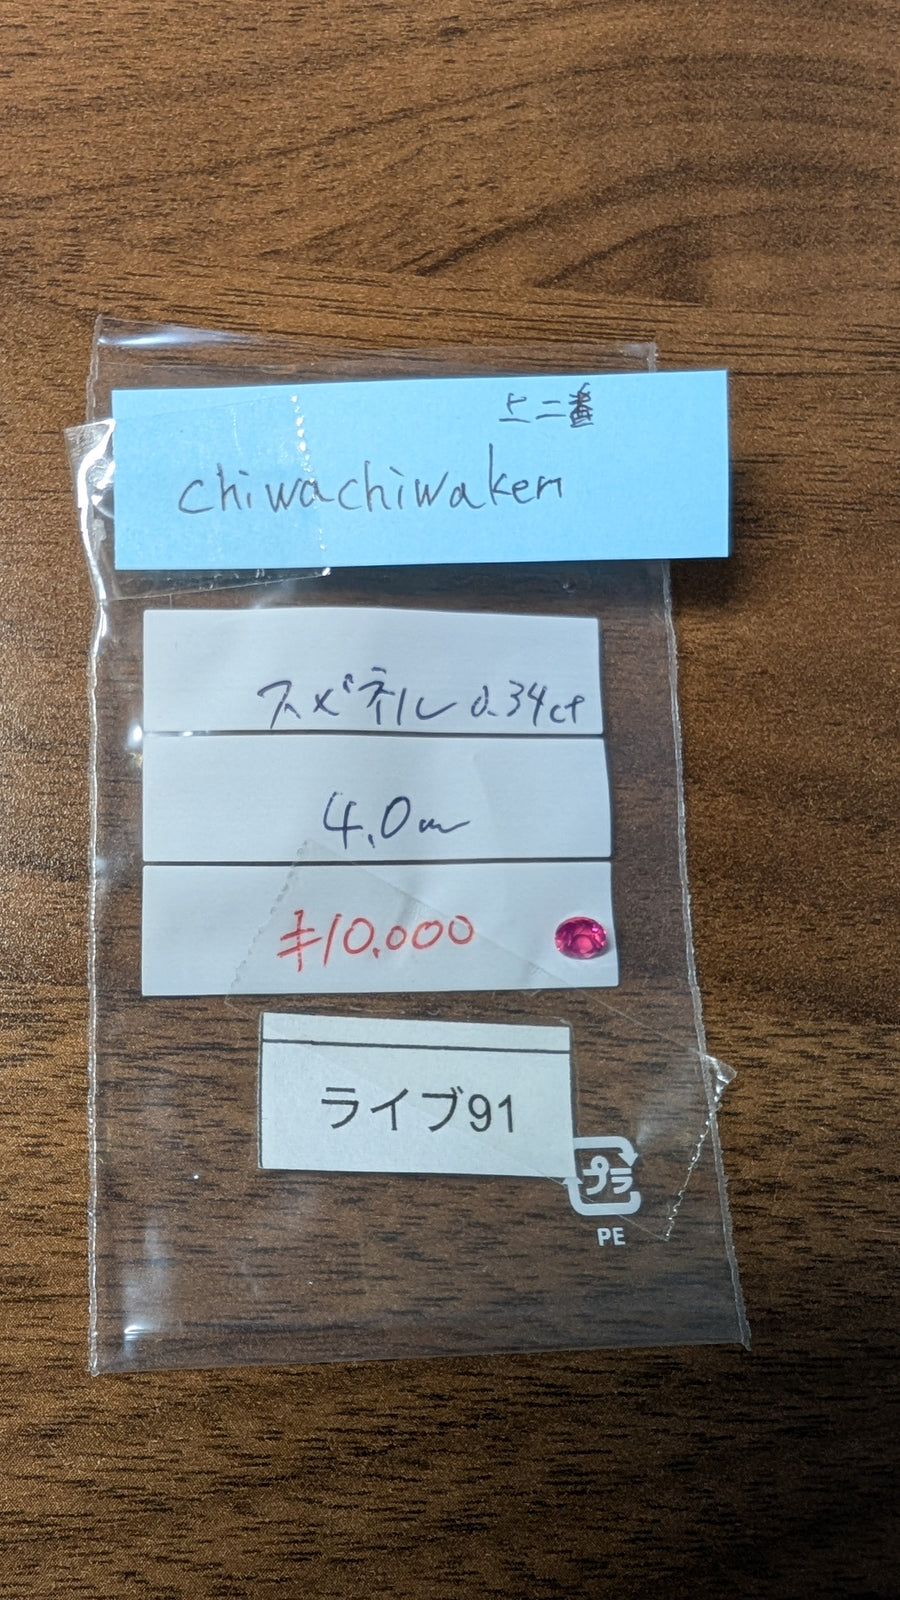 上二番
chiwachiwaken
スピネル 0.34ct
4.0㎜
¥10.000
ライブ91
プラ
PE